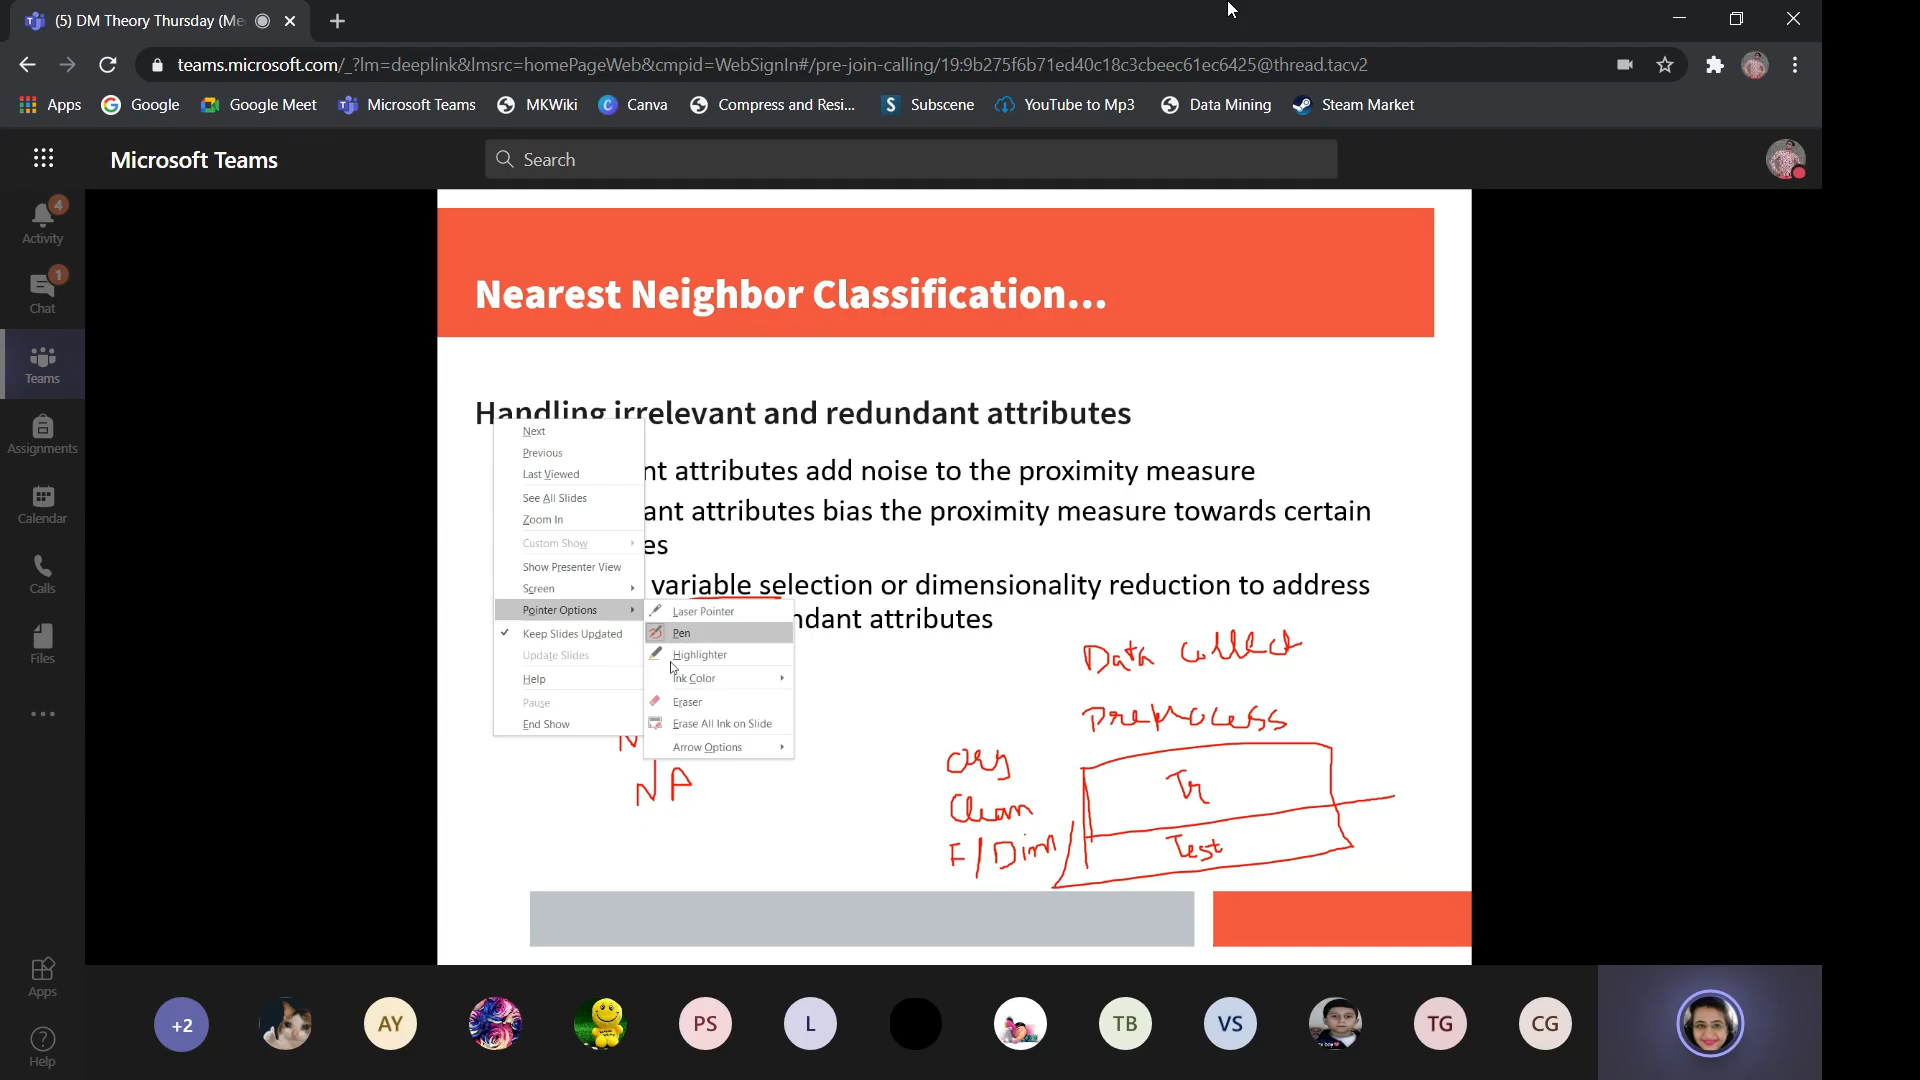 (5) DM Theory Thursday (Me
teams.microsoft.com/_?lm=deeplink&lmsrc=homePageWeb&cmpid=WebSignIn#/pre-join-calling/19:9b275f6b71ed40c18c3cbeec61ec6425@thread.tacv2
Apps Google Google Meet Microsoft Teams MKWiki Canva Compress and Resi... Subscene YouTube to Mp3 Data Mining Steam Market
Microsoft Teams Search
4
Activity
1
Chat
Teams
Assignments
Calendar
Calls
Files
Apps
Help
Nearest Neighbor Classification...
Handling irrelevant and redundant attributes
nt attributes add noise to the proximity measure
ant attributes bias the proximity measure towards certain
es
variable selection or dimensionality reduction to address
ndant attributes
Next
Previous
Last Viewed
See All Slides
Zoom In
Custom Show
Show Presenter View
Screen
Pointer Options
Keep Slides Updated
Update Slides
Help
Pause
End Show
Laser Pointer
Pen
Highlighter
Ink Color
Eraser
Erase All Ink on Slide
Arrow Options
N
NA
Data collect
Preprocess
Clean
F/Dim
Tr
Test
+2 AY PS L TB VS TG CG